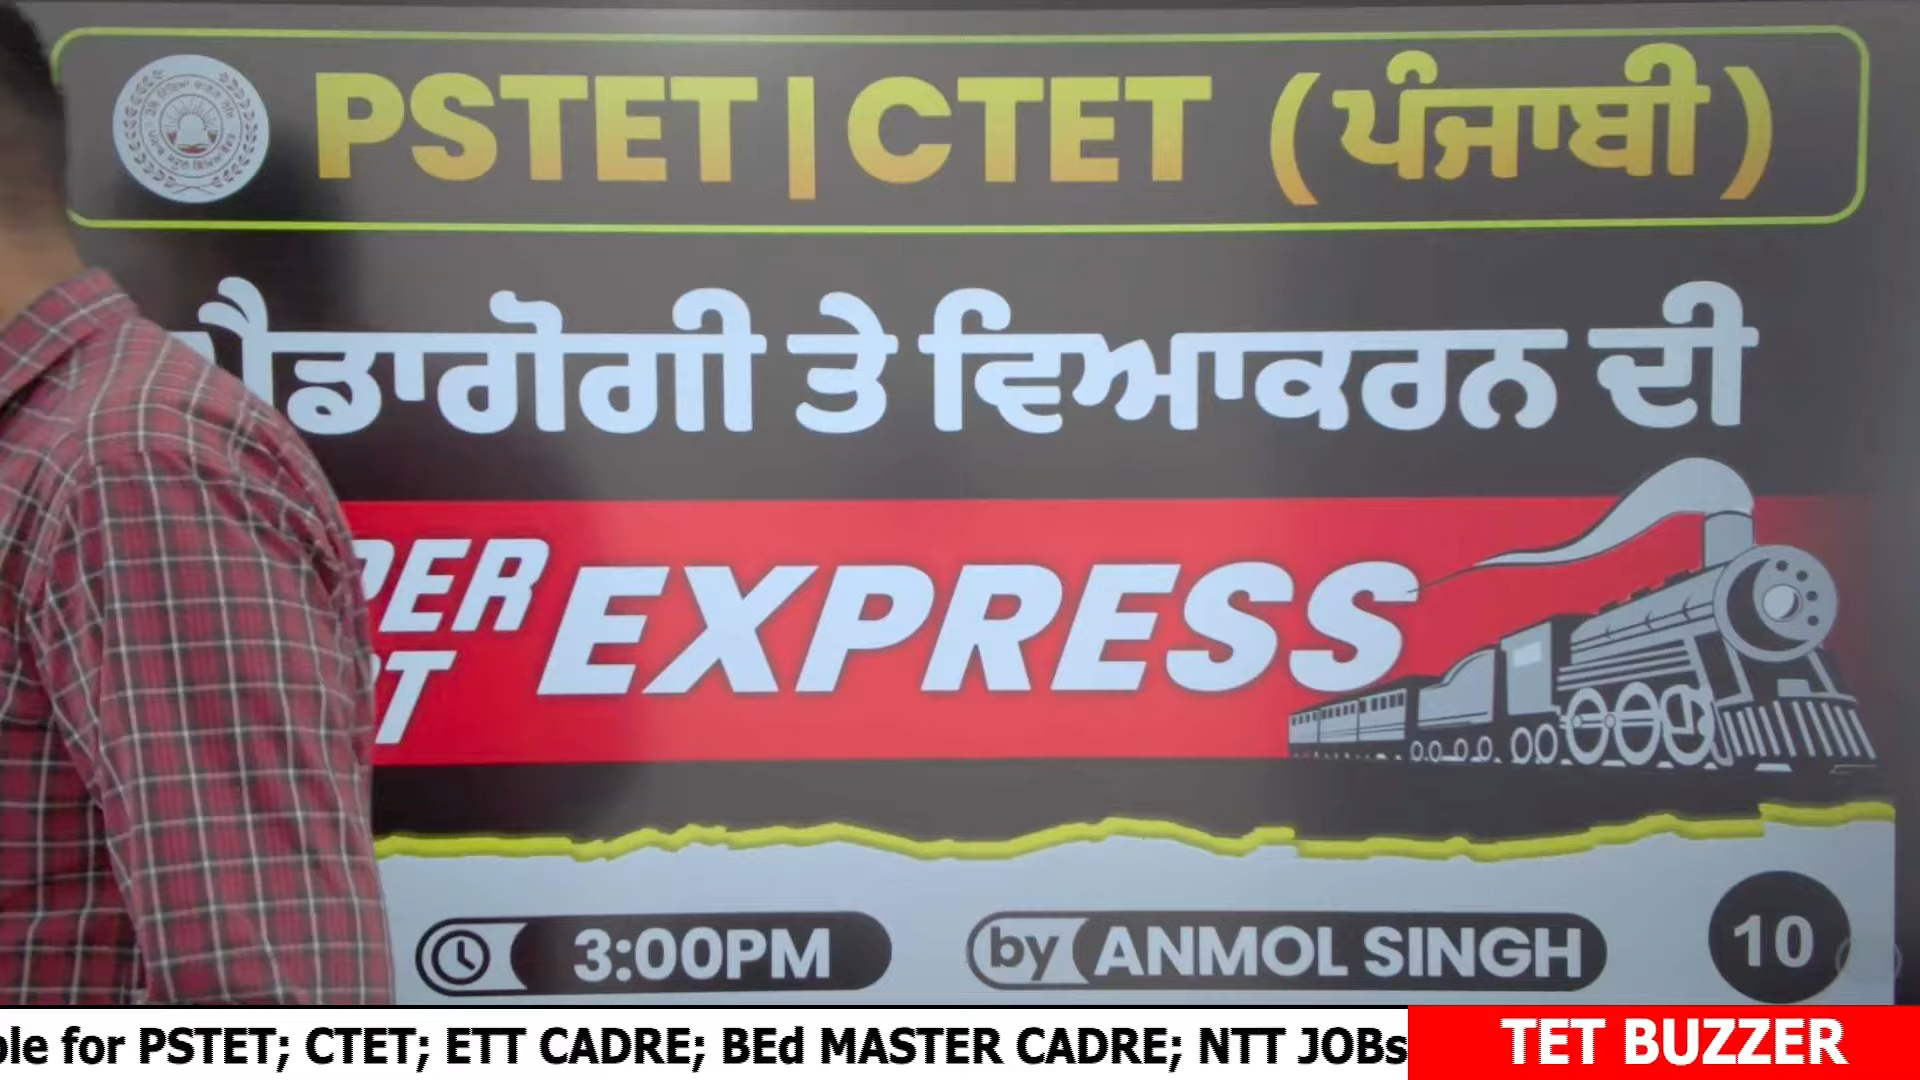 PSTET | CTET (ਪੰਜਾਬੀ)
ਪੈਡਾਗੋਗੀ ਤੇ ਵਿਆਕਰਨ ਦੀ
EXPRESS
3:00PM
by ANMOL SINGH
10
for PSTET; CTET; ETT CADRE; BEd MASTER CADRE; NTT JOBs
TET BUZZER